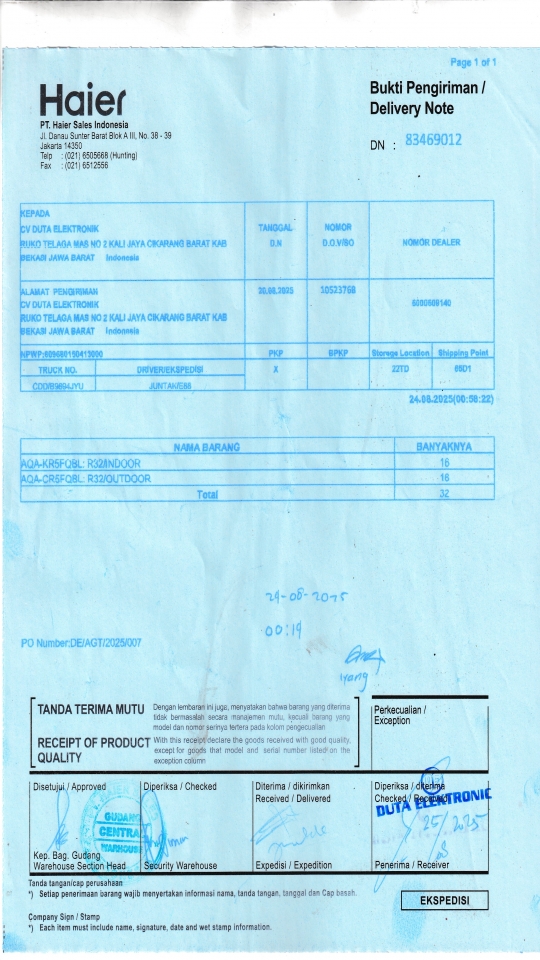 Page 1 of 1
Haier
Bukti Pengiriman /
Delivery Note
PT. Haier Sales Indonesia
Jl. Danau Sunter Barat Blok A III, No. 38 - 39
Jakarta 14350
Telp : (021) 6505668 (Hunting)
Fax : (021) 6512556
DN : 83469012
KEPADA
CV DUTA ELEKTRONIK
RUKO TELAGA MAS NO 2 KALI JAYA CIKARANG BARAT KAB
BEKASI JAWA BARAT Indonesia
TANGGAL
D.N
NOMOR
D.O.V/BO
NOMOR DEALER
ALAMAT PENGIRIMAN
CV DUTA ELEKTRONIK
RUKO TELAGA MAS NO 2 KALI JAYA CIKARANG BARAT KAB
BEKASI JAWA BARAT Indonesia
20.08.2025
10523768
NPWP: PKP BPKP Storege Location Shipping Point
TRUCK NO. DRIVER/EKSPEDISI X 22TD
24.08.2025(00:58:22)
NAMA BARANG BANYAKNYA
AQA-KR5FQBL: R32/INDOOR 16
AQA-CR5FQBL: R32/OUTDOOR 16
Total 32
00:19
PO Number:DE/AGT/2025/007
Iyang
TANDA TERIMA MUTU
Dengan lembaran ini juga, menyatakan bahwa barang yang diterima
tidak bermasalah secara manajemen mutu, kecuali barang yang
model dan nomor serinya tertera pada kolom pengecualian
RECEIPT OF PRODUCT
QUALITY
With this receipt declare the goods received with good quality,
except for goods that model and serial number listed on the
exception column
Perkecualian /
Exception
Disetujui / Approved
Diperiksa / Checked
Diterima / dikirimkan
Received / Delivered
Diperiksa / diterima
Checked / Received
GUDANG
CENTRAL
WAREHOUSE
DUTA ELEKTRONIC
Kep. Bag. Gudang
Warehouse Section Head
Security Warehouse
Expedisi / Expedition
Penerima / Receiver
Tanda tangan/cap perusahaan
*) Setiap penerimaan barang wajib menyertakan informasi nama, tanda tangan, tanggal dan Cap basah.
EKSPEDISI
Company Sign / Stamp
*) Each item must include name, signature, date and wet stamp information.